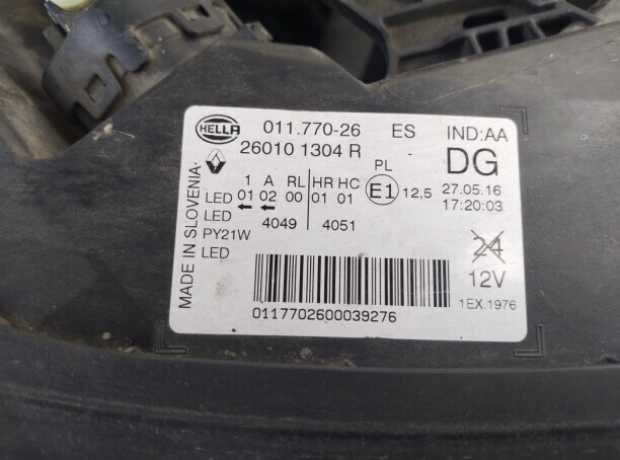 HELLA 011.770-26 ES IND:AA
26010 1304 R - DG
PL
1 A RL HR HC E1 12,5 27.05.16
LED 01 02 00 01 01 17:20:03
LED ← ←
4049 4051
PY21W
LED
24
12V
1EX.1976
0117702600039276
MADE IN SLOVENIA